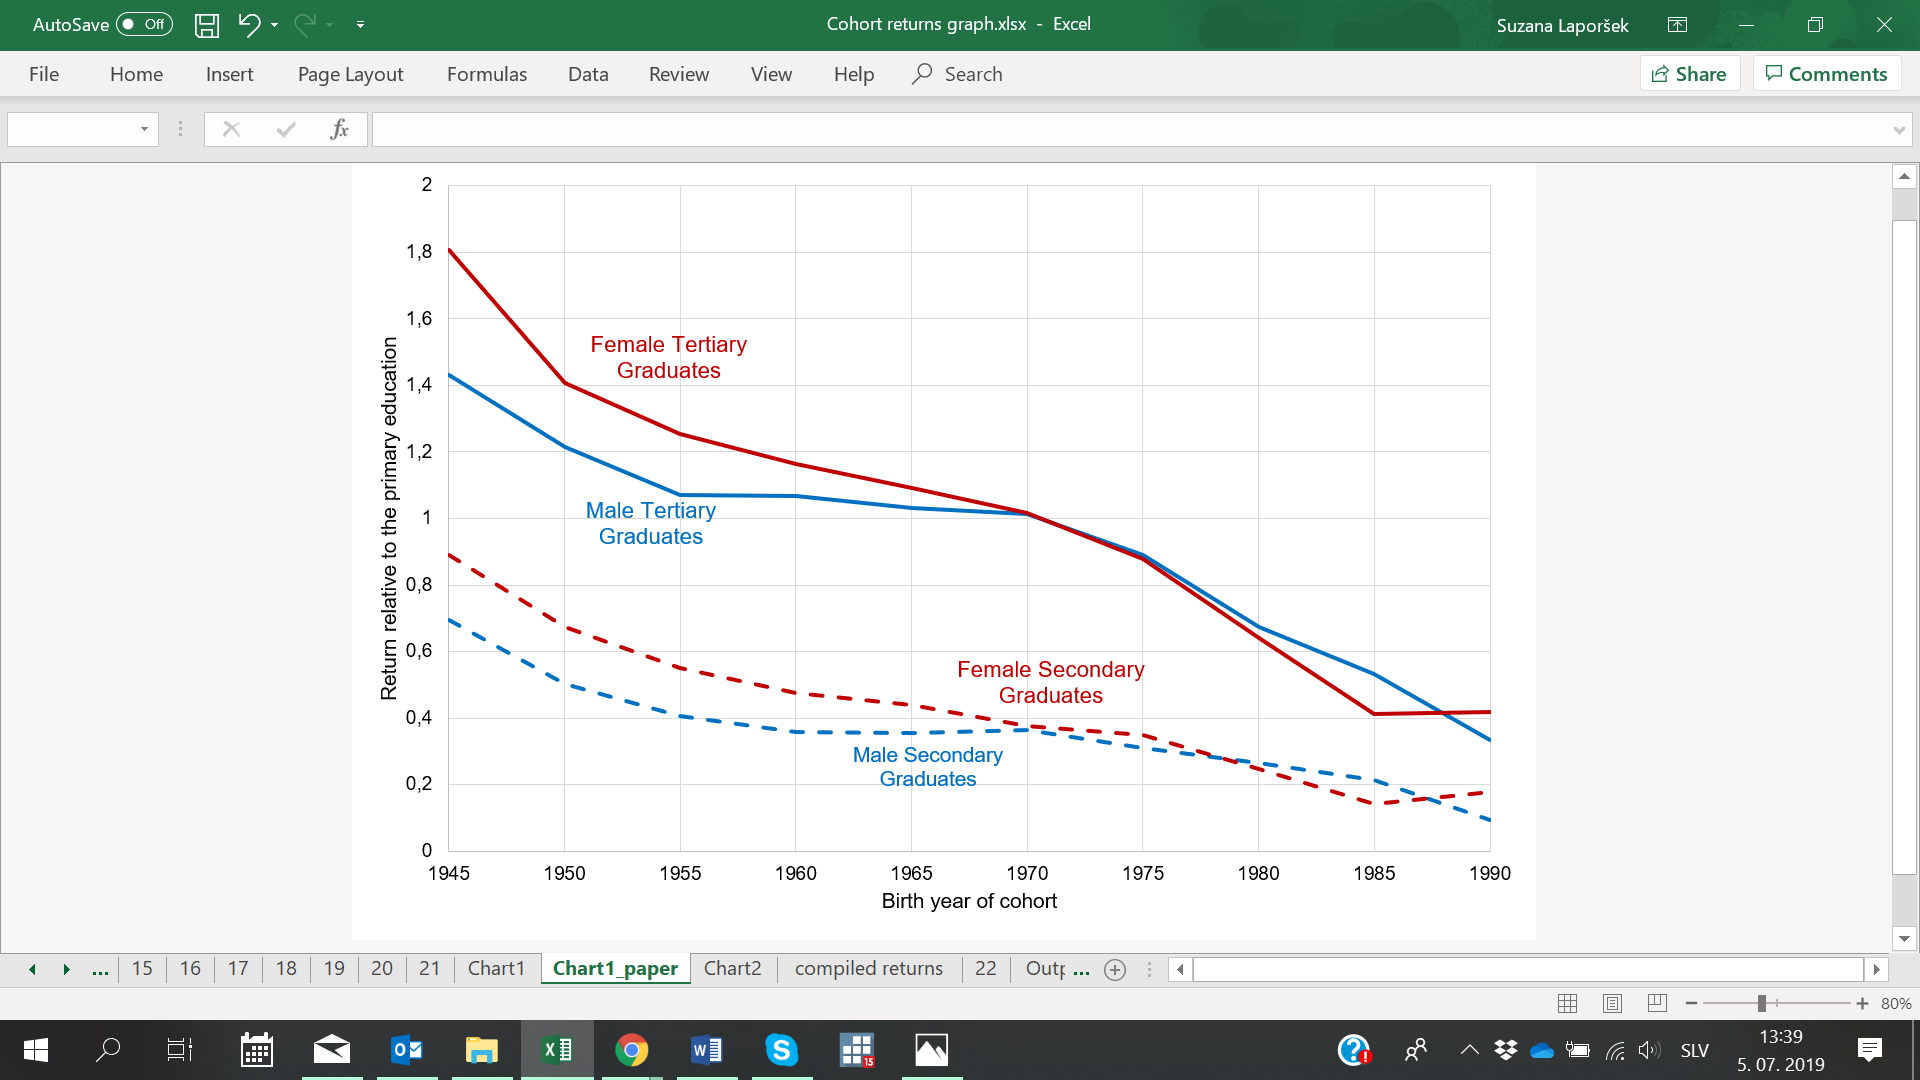 AutoSave Off Cohort returns graph.xlsx - Excel Suzana Laporšek
File Home Insert Page Layout Formulas Data Review View Help Search Share Comments
fx
Return relative to the primary education
2
1,8
1,6
1,4
1,2
1
0,8
0,6
0,4
0,2
0
Female Tertiary
Graduates
Male Tertiary
Graduates
Female Secondary
Graduates
Male Secondary
Graduates
1945 1950 1955 1960 1965 1970 1975 1980 1985 1990
Birth year of cohort
... 15 16 17 18 19 20 21 Chart1 Chart1_paper Chart2 compiled returns 22 Outp ...
80%
13:39
SLV
5. 07. 2019
15